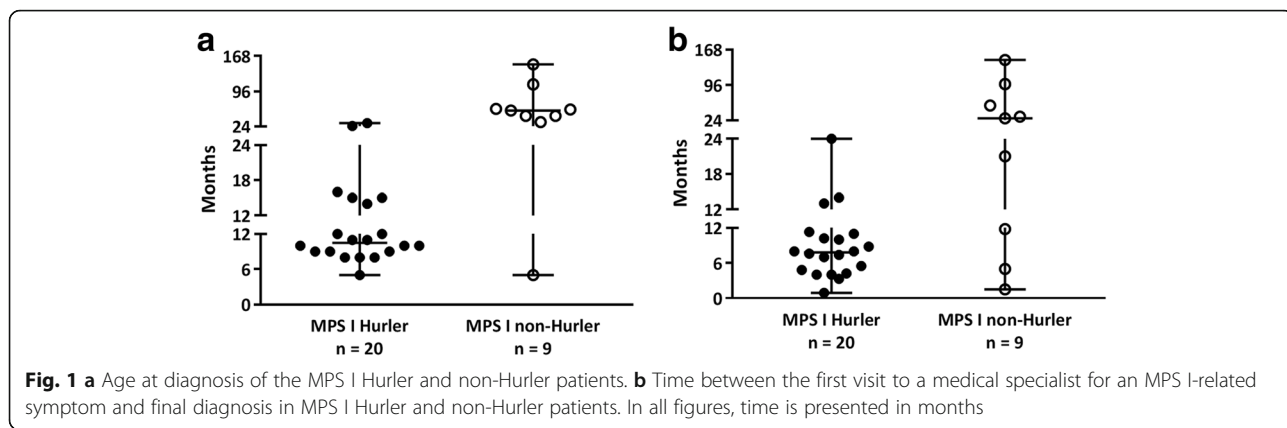 a
b
168
96
24
24
18
12
12
6
0
Months
MPS I Hurler
n = 20
MPS I non-Hurler
n = 9
168
96
24
24
18
12
12
6
0
Months
MPS I Hurler
n = 20
MPS I non-Hurler
n = 9
Fig. 1 a Age at diagnosis of the MPS I Hurler and non-Hurler patients. b Time between the first visit to a medical specialist for an MPS I-related
symptom and final diagnosis in MPS I Hurler and non-Hurler patients. In all figures, time is presented in months